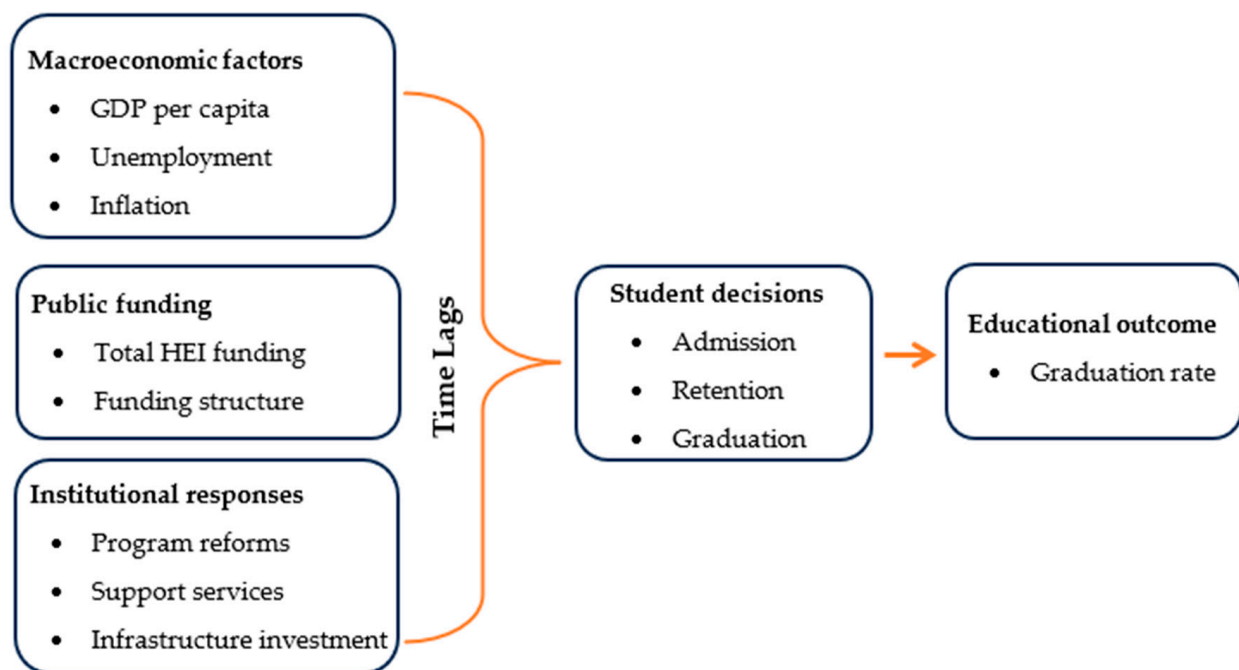 Macroeconomic factors
• GDP per capita
• Unemployment
• Inflation
Public funding
• Total HEI funding
• Funding structure
Institutional responses
• Program reforms
• Support services
• Infrastructure investment
Time Lags
Student decisions
• Admission
• Retention
• Graduation
Educational outcome
• Graduation rate